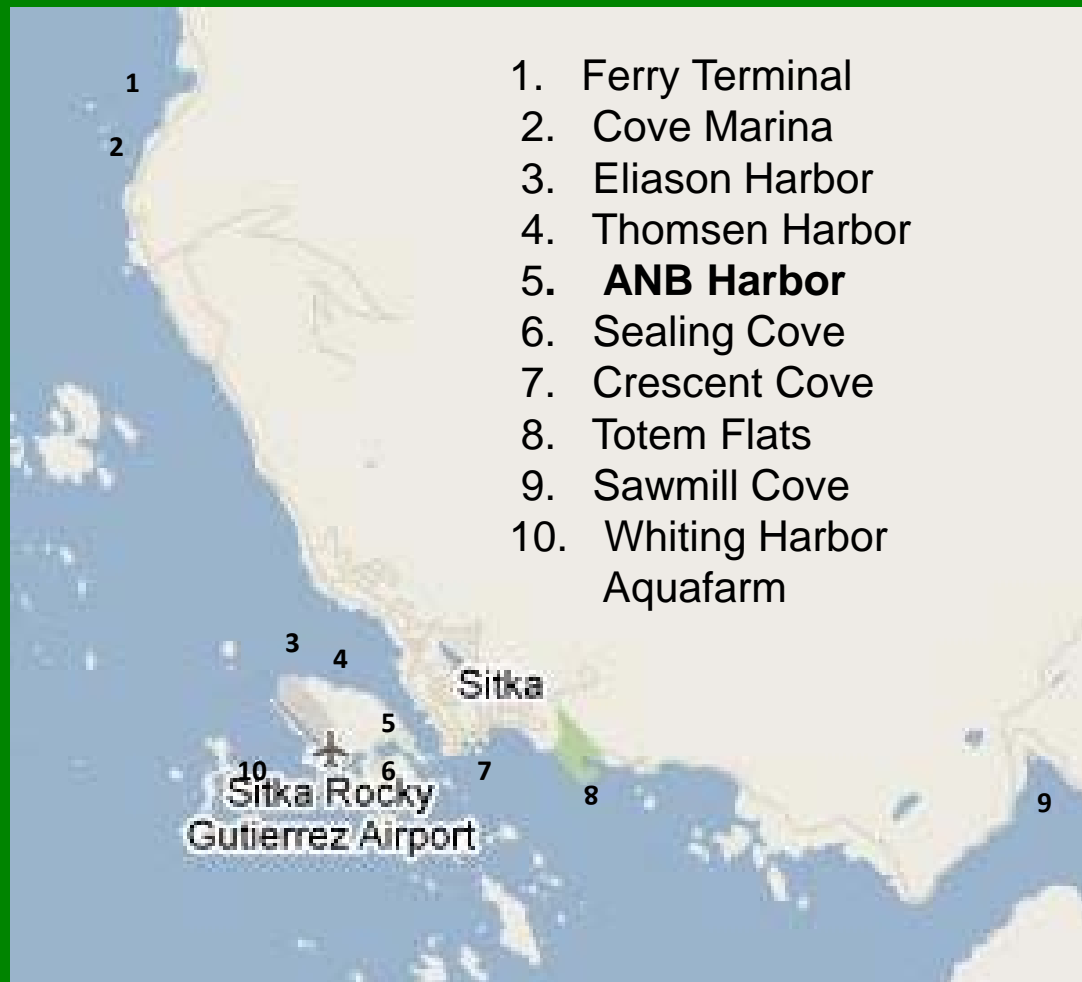 1. Ferry Terminal
2. Cove Marina
3. Eliason Harbor
4. Thomsen Harbor
5. ANB Harbor
6. Sealing Cove
7. Crescent Cove
8. Totem Flats
9. Sawmill Cove
10. Whiting Harbor
Aquafarm
1
2
3
4
Sitka
5
10
6
7
Sitka Rocky
8
9
Gutierrez Airport